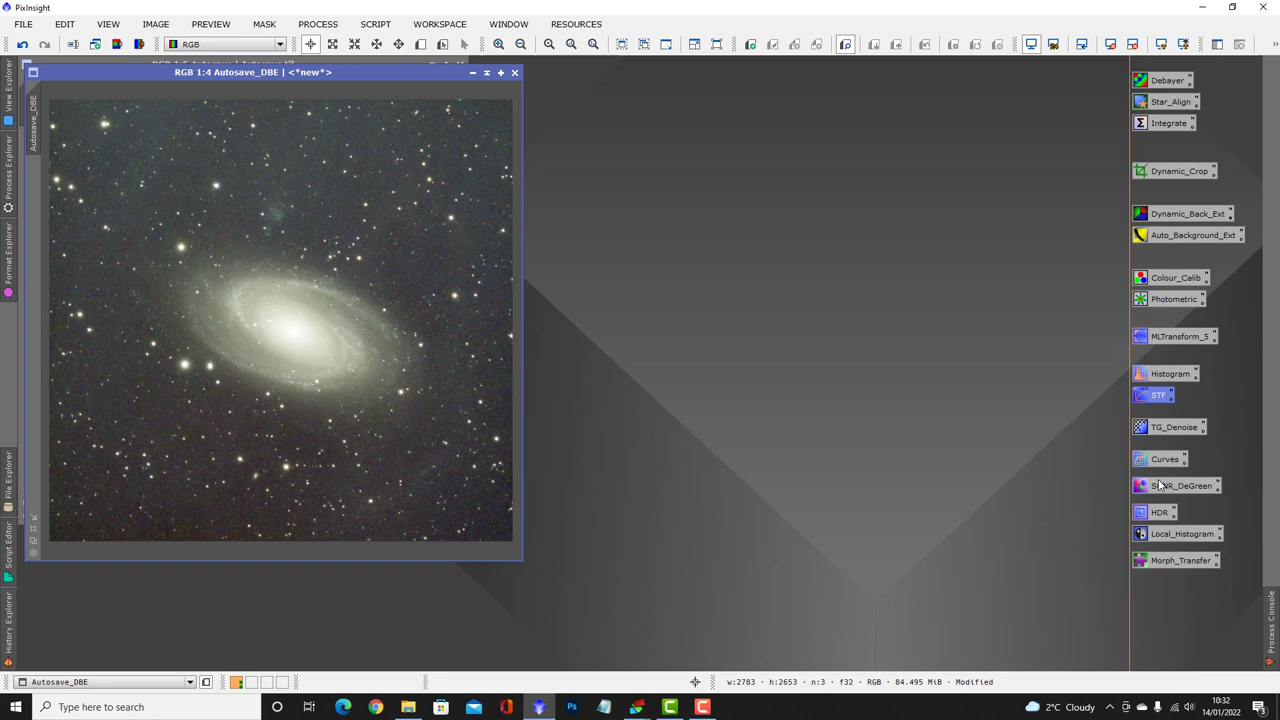 PixInsight
FILE EDIT VIEW IMAGE PREVIEW MASK PROCESS SCRIPT WORKSPACE WINDOW RESOURCES
RGB
RGB 1:4 Autosave_DBE | <*new*>
Autosave_DBE
View Explorer
Process Explorer
Format Explorer
File Explorer
Script Editor
History Explorer
Debayer
Star_Align
Integrate
Dynamic_Crop
Dynamic_Back_Ext
Auto_Background_Ext
Colour_Calib
Photometric
MLTransform_5
Histogram
STF
TG_Denoise
Curves
HDR
Local_Histogram
Morph_Transfer
Process Console
Autosave_DBE
w:2783 · h:2653 · n:3 · f32 · RGB · 84.495 MiB · Modified
Type here to search
2°C Cloudy
10:32
14/01/2022
3